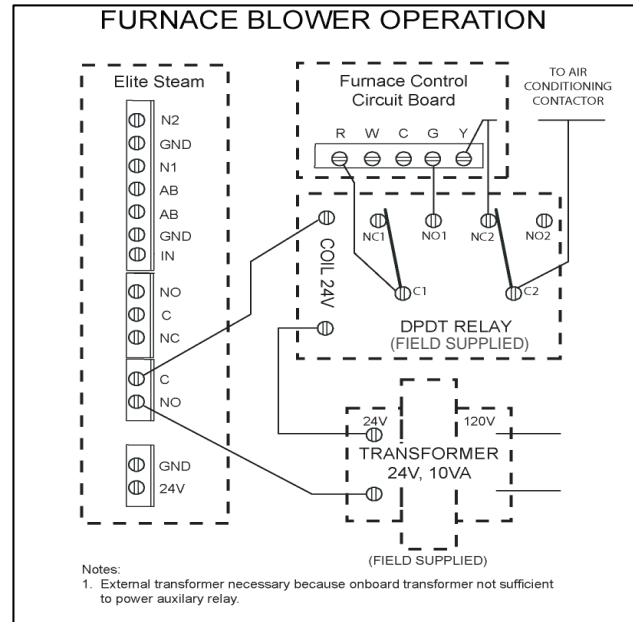 FURNACE BLOWER OPERATION
Elite Steam
N2
GND
N1
AB
AB
GND
IN
NO
C
NC
C
NO
GND
24V
Furnace Control
Circuit Board
R W C G Y
TO AIR
CONDITIONING
CONTACTOR
NC1 NO1 NC2 NO2
COIL 24V
C1 C2
DPDT RELAY
(FIELD SUPPLIED)
24V 120V
TRANSFORMER
24V, 10VA
(FIELD SUPPLIED)
Notes:
1. External transformer necessary because onboard transformer not sufficient
to power auxilary relay.